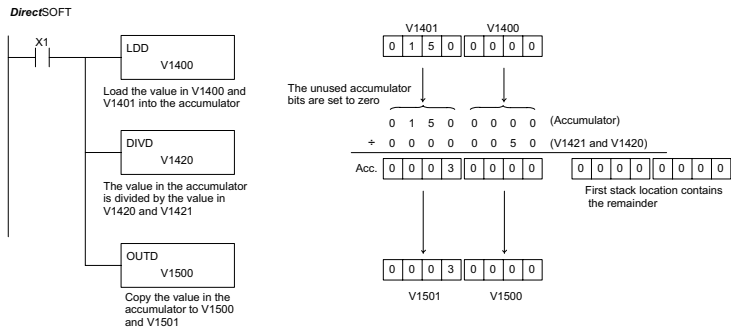 DirectSOFT
X1
LDD
V1400
Load the value in V1400 and
V1401 into the accumulator
DIVD
V1420
The value in the accumulator
is divided by the value in
V1420 and V1421
OUTD
V1500
Copy the value in the
accumulator to V1500
and V1501
V1401 V1400
0 1 5 0 0 0 0 0
The unused accumulator
bits are set to zero
0 1 5 0 0 0 0 0 (Accumulator)
÷ 0 0 0 0 0 0 5 0 (V1421 and V1420)
Acc. 0 0 0 3 0 0 0 0 0 0 0 0 0 0 0 0
First stack location contains
the remainder
0 0 0 3 0 0 0 0
V1501 V1500